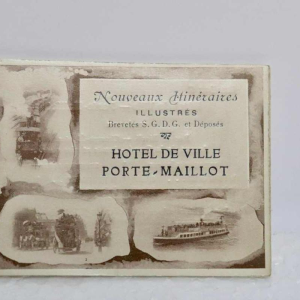 Nouveaux Itinéraires
ILLUSTRÉS
Brevetés S.G.D.G. et Déposés
HOTEL DE VILLE
PORTE-MAILLOT